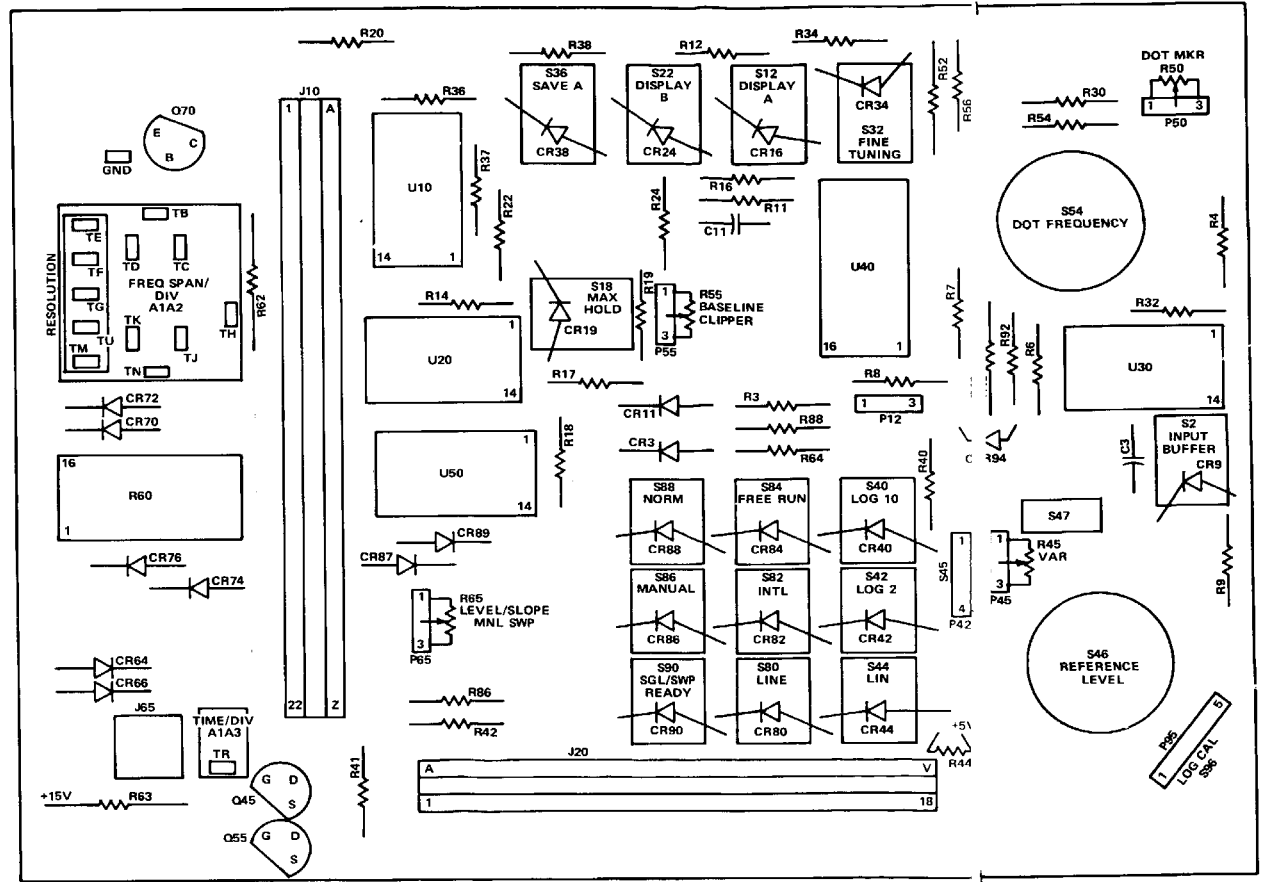 R20
R38
R12
R34
DOT MKR
R50
1 3
P50
R52
R56
R30
R54
J10
1 A
R36
S36
SAVE A
CR38
S22
DISPLAY
B
CR24
S12
DISPLAY
A
CR16
CR34
S32
FINE
TUNING
Q70
E
C
B
GND
U10
14 1
R37
R22
R24
R16
R11
C11
U40
16 1
S54
DOT FREQUENCY
R4
RESOLUTION
TB
TE
TF
TG
TU
TM
TD
TC
FREQ SPAN/
DIV
A1A2
TK
TJ
TH
TN
R62
R14
S18
MAX
HOLD
CR19
R19
1
3
P55
R55
BASELINE
CLIPPER
R7
R92
R6
R32
1
U20
14
U30
1
14
R17
R8
CR72
CR70
CR11
R3
1 3
P12
R88
CR3
R64
CR94
C3
S2
INPUT
BUFFER
CR9
16
R60
1
1
U50
14
R18
R40
S88
NORM
CR88
S84
FREE RUN
CR84
S40
LOG 10
CR40
S47
CR89
CR87
CR76
CR74
S45
1
4
P42
1
3
P45
R45
VAR
R9
1
3
P65
R65
LEVEL/SLOPE
MNL SWP
S86
MANUAL
CR86
S82
INTL
CR82
S42
LOG 2
CR42
S46
REFERENCE
LEVEL
CR64
CR66
S90
SGL/SWP
READY
CR90
S80
LINE
CR80
S44
LIN
CR44
22 Z
R86
R42
J65
TIME/DIV
A1A3
TR
+5V
R44
P95
1 5
LOG CAL
S96
J20
A V
1 18
R41
+15V
R63
Q45
G D
S
Q55
G D
S